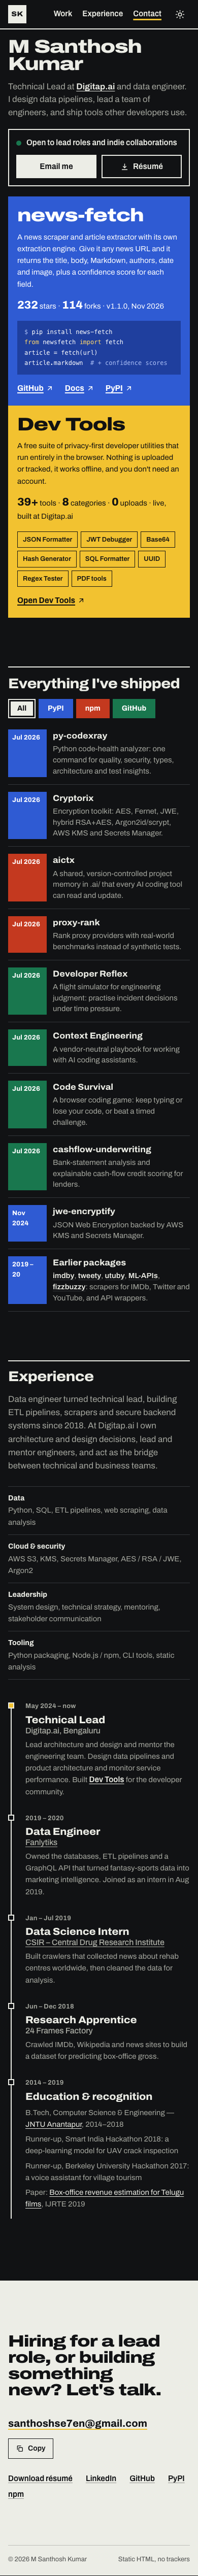 SK
Work Experience Contact
M Santhosh
Kumar
Technical Lead at Digitap.ai and data engineer.
I design data pipelines, lead a team of
engineers, and ship tools other developers use.
Open to lead roles and indie collaborations
Email me
Résumé
news-fetch
A news scraper and article extractor with its own
extraction engine. Give it any news URL and it
returns the title, body, Markdown, authors, date
and image, plus a confidence score for each
field.
232 stars · 114 forks · v1.1.0, Nov 2026
$ pip install news-fetch
from newsfetch import fetch
article = fetch(url)
article.markdown # + confidence scores
GitHub ↗ Docs ↗ PyPI ↗
Dev Tools
A free suite of privacy-first developer utilities that
run entirely in the browser. Nothing is uploaded
or tracked, it works offline, and you don't need an
account.
39+ tools · 8 categories · 0 uploads · live,
built at Digitap.ai
JSON Formatter JWT Debugger Base64
Hash Generator SQL Formatter UUID
Regex Tester PDF tools
Open Dev Tools ↗
Everything I've shipped
All PyPI npm GitHub
Jul 2026
py-codexray
Python code-health analyzer: one
command for quality, security, types,
architecture and test insights.
Jul 2026
Cryptorix
Encryption toolkit: AES, Fernet, JWE,
hybrid RSA+AES, Argon2id/scrypt,
AWS KMS and Secrets Manager.
Jul 2026
aictx
A shared, version-controlled project
memory in .ai/ that every AI coding tool
can read and update.
Jul 2026
proxy-rank
Rank proxy providers with real-world
benchmarks instead of synthetic tests.
Jul 2026
Developer Reflex
A flight simulator for engineering
judgment: practise incident decisions
under time pressure.
Jul 2026
Context Engineering
A vendor-neutral playbook for working
with AI coding assistants.
Jul 2026
Code Survival
A browser coding game: keep typing or
lose your code, or beat a timed
challenge.
Jul 2026
cashflow-underwriting
Bank-statement analysis and
explainable cash-flow credit scoring for
lenders.
Nov
2024
jwe-encryptify
JSON Web Encryption backed by AWS
KMS and Secrets Manager.
2019 –
20
Earlier packages
imdby, tweety, utuby, ML-APIs,
fizzbuzzy: scrapers for IMDb, Twitter and
YouTube, and API wrappers.
Experience
Data engineer turned technical lead, building
ETL pipelines, scrapers and secure backend
systems since 2018. At Digitap.ai I own
architecture and design decisions, lead and
mentor engineers, and act as the bridge
between technical and business teams.
Data
Python, SQL, ETL pipelines, web scraping, data
analysis
Cloud & security
AWS S3, KMS, Secrets Manager, AES / RSA / JWE,
Argon2
Leadership
System design, technical strategy, mentoring,
stakeholder communication
Tooling
Python packaging, Node.js / npm, CLI tools, static
analysis
May 2024 – now
Technical Lead
Digitap.ai, Bengaluru
Lead architecture and design and mentor the
engineering team. Design data pipelines and
product architecture and monitor service
performance. Built Dev Tools for the developer
community.
2019 – 2020
Data Engineer
Fanlytiks
Owned the databases, ETL pipelines and a
GraphQL API that turned fantasy-sports data into
marketing intelligence. Joined as an intern in Aug
2019.
Jan – Jul 2019
Data Science Intern
CSIR – Central Drug Research Institute
Built crawlers that collected news about rehab
centres worldwide, then cleaned the data for
analysis.
Jun – Dec 2018
Research Apprentice
24 Frames Factory
Crawled IMDb, Wikipedia and news sites to build
a dataset for predicting box-office gross.
2014 – 2019
Education & recognition
B.Tech, Computer Science & Engineering —
JNTU Anantapur, 2014–2018
Runner-up, Smart India Hackathon 2018: a
deep-learning model for UAV crack inspection
Runner-up, Berkeley University Hackathon 2017:
a voice assistant for village tourism
Paper: Box-office revenue estimation for Telugu
films, IJRTE 2019
Hiring for a lead
role, or building
something
new? Let's talk.
santhoshse7en@gmail.com
Copy
Download résumé LinkedIn GitHub PyPI
npm
© 2026 M Santhosh Kumar Static HTML, no trackers